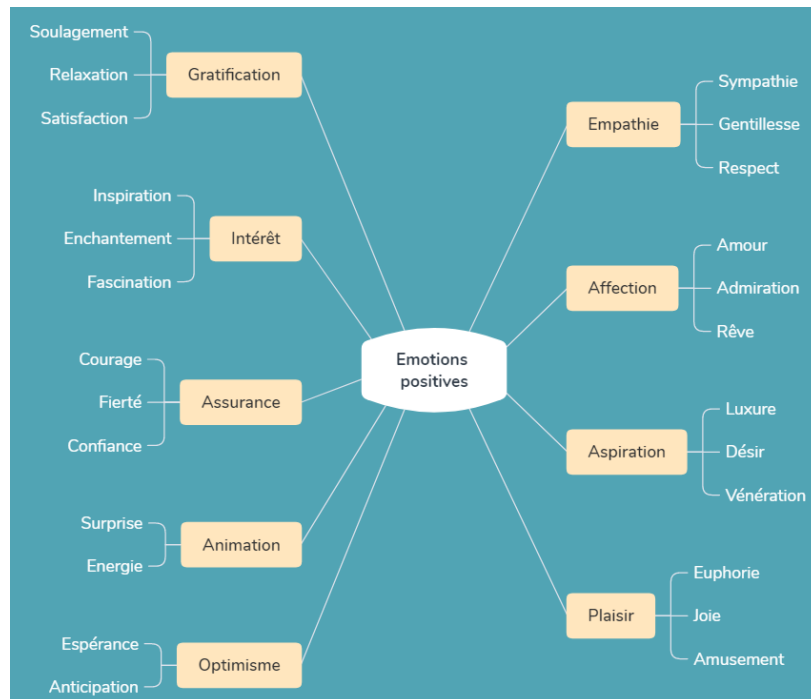 Emotions
positives
Gratification
Soulagement
Relaxation
Satisfaction
Intérêt
Inspiration
Enchantement
Fascination
Assurance
Courage
Fierté
Confiance
Animation
Surprise
Energie
Optimisme
Espérance
Anticipation
Empathie
Sympathie
Gentillesse
Respect
Affection
Amour
Admiration
Rêve
Aspiration
Luxure
Désir
Vénération
Plaisir
Euphorie
Joie
Amusement